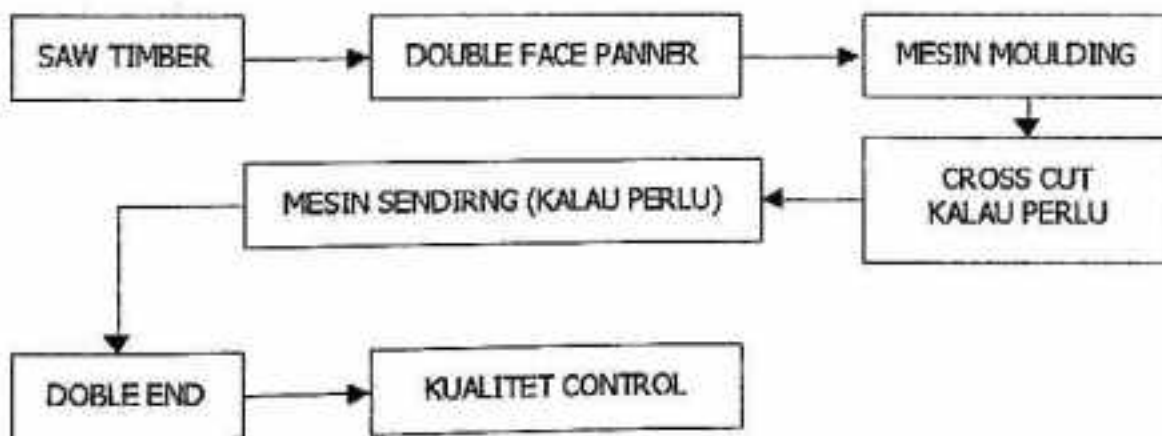 SAW TIMBER
DOUBLE FACE PANNER
MESIN MOULDING
CROSS CUT
KALAU PERLU
MESIN SENDIRNG (KALAU PERLU)
DOBLE END
KUALITET CONTROL